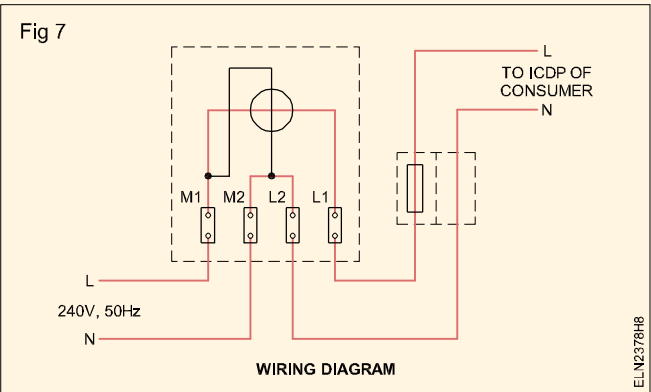 Fig 7
L
TO ICDP OF
CONSUMER
N
M1 M2 L2 L1
L
240V, 50Hz
N
WIRING DIAGRAM
ELN2378H8